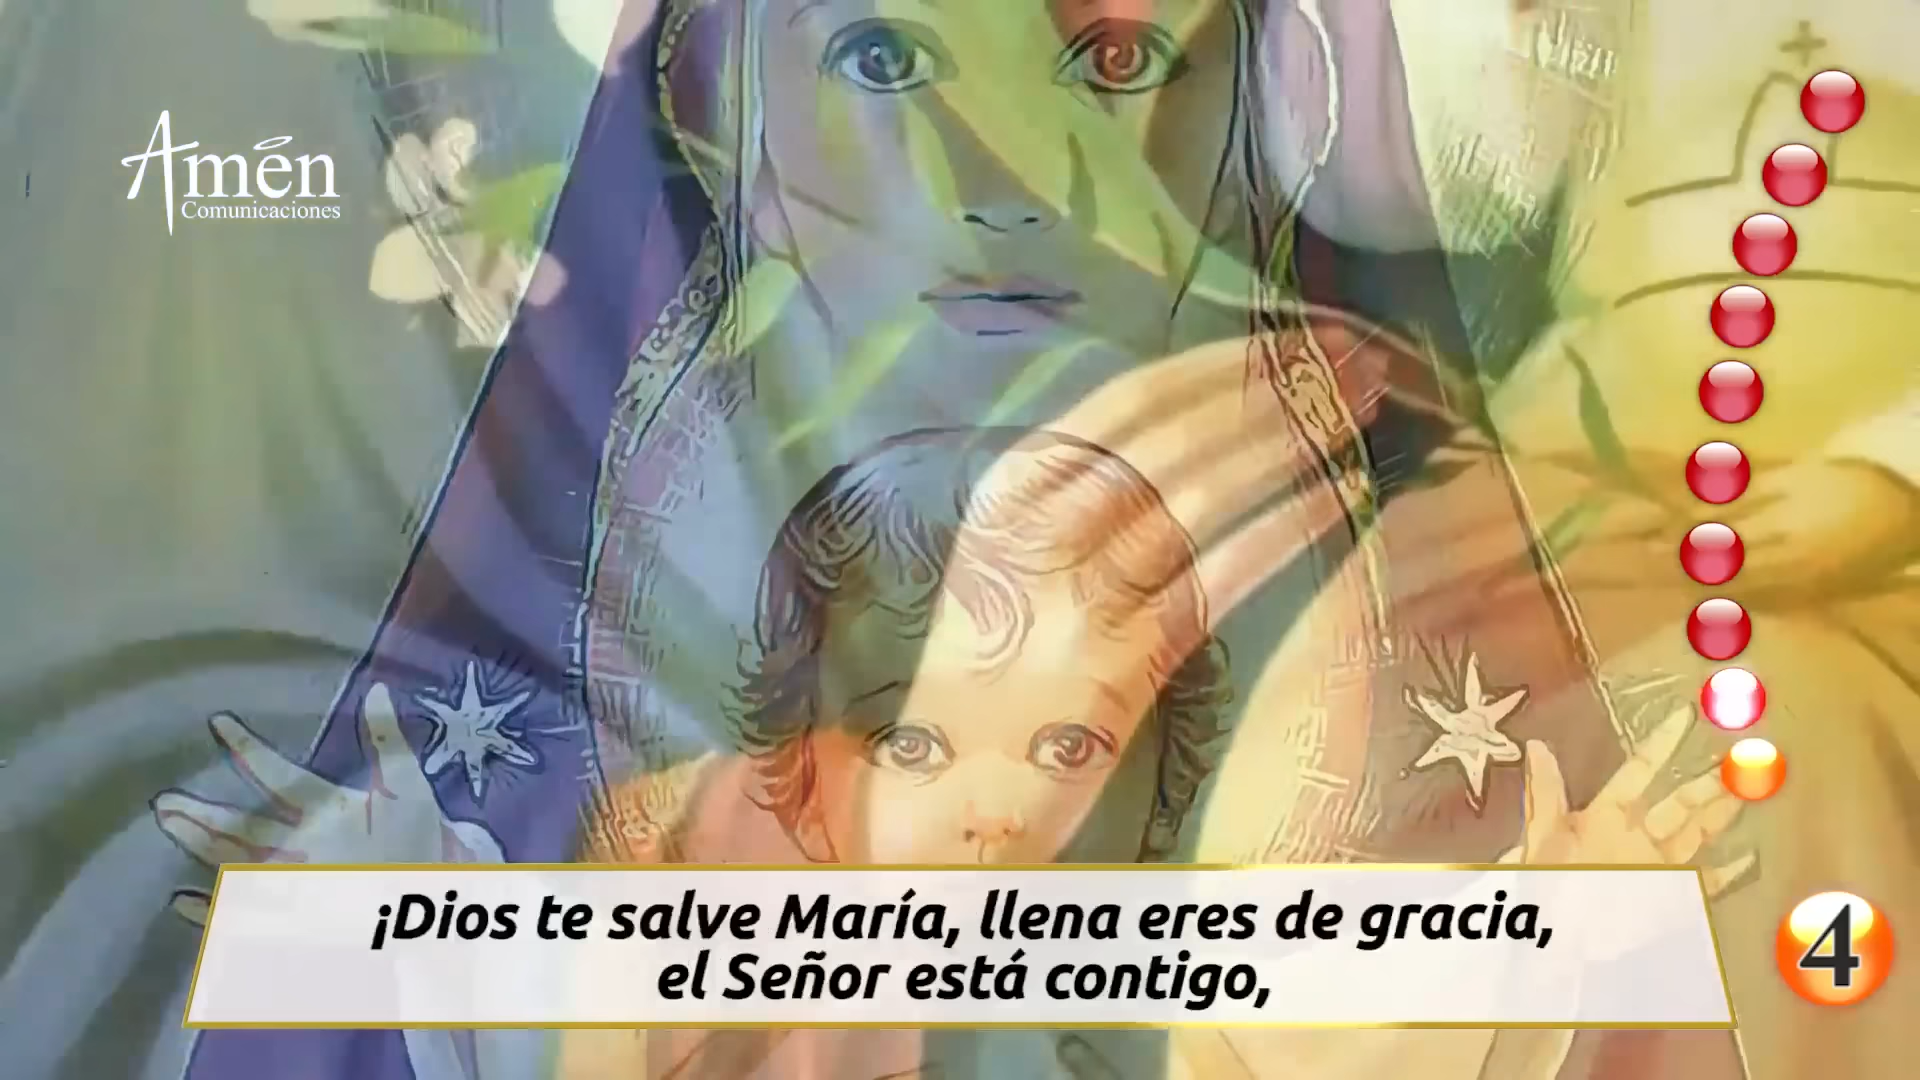 Amén
Comunicaciones
¡Dios te salve María, llena eres de gracia,
el Señor está contigo,
4